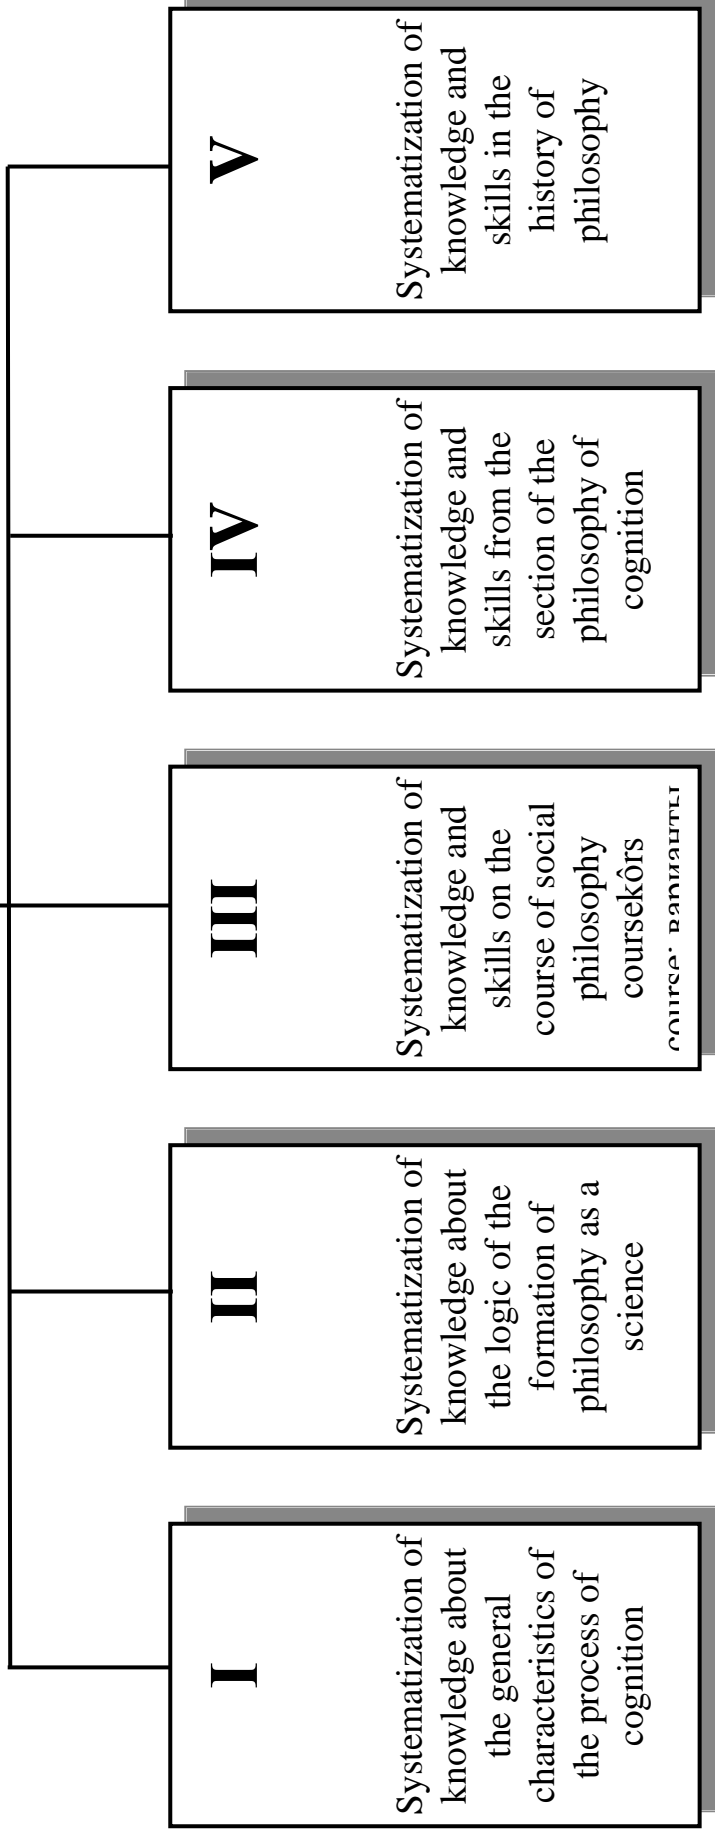 I
Systematization of
knowledge about
the general
characteristics of
the process of
cognition
II
Systematization of
knowledge about
the logic of the
formation of
philosophy as a
science
III
Systematization of
knowledge and
skills on the
course of social
philosophy
coursekôrs
course: варианты
IV
Systematization of
knowledge and
skills from the
section of the
philosophy of
cognition
V
Systematization of
knowledge and
skills in the
history of
philosophy